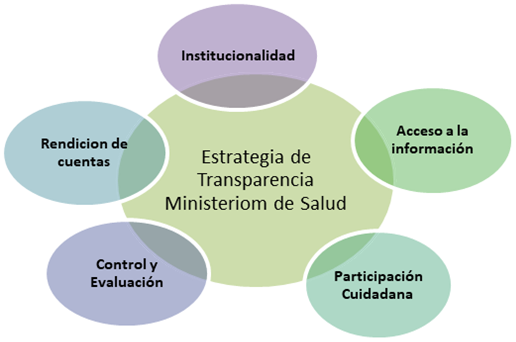 Institucionalidad
Rendicion de
cuentas
Acceso a la
información
Estrategia de
Transparencia
Ministeriom de Salud
Control y
Evaluación
Participación
Cuidadana